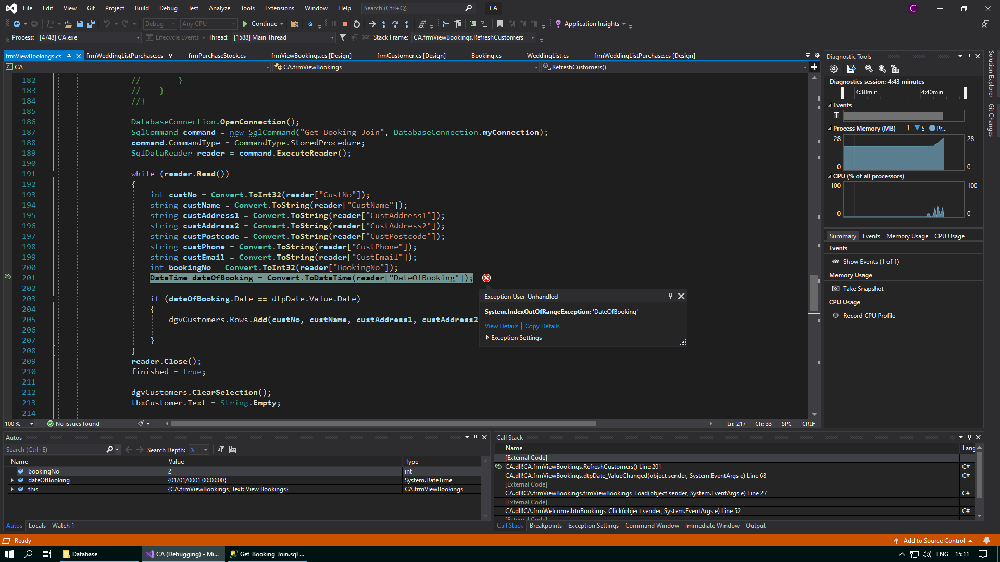 File Edit View Git Project Build Debug Test Analyze Tools Extensions Window Help Search (Ctrl+Q) CA C
Debug Any CPU Continue Application Insights
Process: [4748] CA.exe Lifecycle Events Thread: [1588] Main Thread Stack Frame: CA.frmViewBookings.RefreshCustomers
frmViewBookings.cs frmWeddingListPurchase.cs frmPurchaseStock.cs frmViewBookings.cs [Design] frmCustomer.cs [Design] Booking.cs WeddingList.cs frmWeddingListPurchase.cs [Design]
C# CA CA.frmViewBookings RefreshCustomers()
182 // }
183 // }
184 //}
185
186 DatabaseConnection.OpenConnection();
187 SqlCommand command = new SqlCommand("Get_Booking_Join", DatabaseConnection.myConnection);
188 command.CommandType = CommandType.StoredProcedure;
189 SqlDataReader reader = command.ExecuteReader();
190
191 while (reader.Read())
192 {
193 int custNo = Convert.ToInt32(reader["CustNo"]);
194 string custName = Convert.ToString(reader["CustName"]);
195 string custAddress1 = Convert.ToString(reader["CustAddress1"]);
196 string custAddress2 = Convert.ToString(reader["CustAddress2"]);
197 string custPostcode = Convert.ToString(reader["CustPostcode"]);
198 string custPhone = Convert.ToString(reader["CustPhone"]);
199 string custEmail = Convert.ToString(reader["CustEmail"]);
200 int bookingNo = Convert.ToInt32(reader["BookingNo"]);
201 DateTime dateOfBooking = Convert.ToDateTime(reader["DateOfBooking"]);
202
203 if (dateOfBooking.Date == dtpDate.Value.Date)
204 {
205 dgvCustomers.Rows.Add(custNo, custName, custAddress1, custAddress2
206
207 }
208 }
209 reader.Close();
210 finished = true;
211
212 dgvCustomers.ClearSelection();
213 tbxCustomer.Text = String.Empty;
214
Exception User-Unhandled
System.IndexOutOfRangeException: 'DateOfBooking'
View Details | Copy Details
Exception Settings
100 % No issues found Ln: 217 Ch: 33 SPC CRLF
Diagnostic Tools
Diagnostics session: 4:43 minutes
4:30min 4:40min
Events
Process Memory (MB) S Pr...
28 28
0 0
CPU (% of all processors)
100 100
0 0
Summary Events Memory Usage CPU Usage
Events
Show Events (1 of 1)
Memory Usage
Take Snapshot
CPU Usage
Record CPU Profile
Solution Explorer
Git Changes
Autos
Search (Ctrl+E) Search Depth: 3
Name Value Type
bookingNo 2 int
dateOfBooking {01/01/0001 00:00:00} System.DateTime
this {CA.frmViewBookings, Text: View Bookings} CA.frmViewBookings
Autos Locals Watch 1
Call Stack
Name Lang
[External Code]
CA.dll!CA.frmViewBookings.RefreshCustomers() Line 201 C#
CA.dll!CA.frmViewBookings.dtpDate_ValueChanged(object sender, System.EventArgs e) Line 68 C#
[External Code]
CA.dll!CA.frmViewBookings.frmViewBookings_Load(object sender, System.EventArgs e) Line 27 C#
[External Code]
CA.dll!CA.frmWelcome.btnBookings_Click(object sender, System.EventArgs e) Line 52 C#
[External Code]
Call Stack Breakpoints Exception Settings Command Window Immediate Window Output
Ready Add to Source Control
Database CA (Debugging) - Mi... Get_Booking_Join.sql ... ENG 15:11